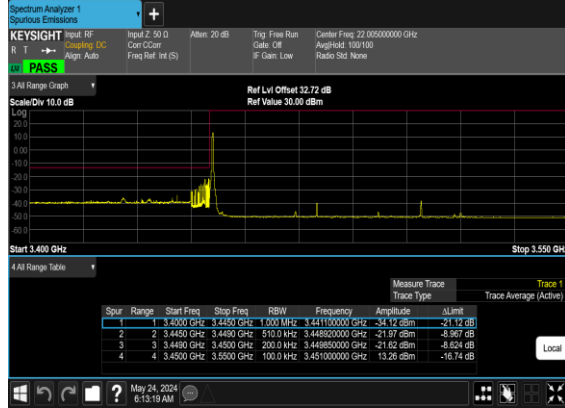 Spectrum Analyzer 1
Spurious Emissions
KEYSIGHT Input: RF Input Z: 50 Ω Atten: 20 dB Trig: Free Run Center Freq: 22.005000000 GHz
R T Coupling: DC Corr CCorr Gate: Off Avg|Hold: 100/100
Align: Auto Freq Ref: Int (S) IF Gain: Low Radio Std: None
PASS
3 All Range Graph
Ref Lvl Offset 32.72 dB
Scale/Div 10.0 dB Ref Value 30.00 dBm
Log
20.0
10.0
0.00
-10.0
-20.0
-30.0
-40.0
-50.0
-60.0
Start 3.400 GHz Stop 3.550 GH
4 All Range Table
Measure Trace Trace 1
Trace Type Trace Average (Active)
Spur Range Start Freq Stop Freq RBW Frequency Amplitude ΔLimit
1 1 3.4000 GHz 3.4450 GHz 1.000 MHz 3.441100000 GHz -34.12 dBm -21.12 dB
2 2 3.4450 GHz 3.4490 GHz 510.0 kHz 3.448920000 GHz -21.97 dBm -8.967 dB
3 3 3.4490 GHz 3.4500 GHz 200.0 kHz 3.449850000 GHz -21.62 dBm -8.624 dB
4 4 3.4500 GHz 3.5500 GHz 100.0 kHz 3.451000000 GHz 13.26 dBm -16.74 dB
Local
May 24, 2024
6:13:19 AM